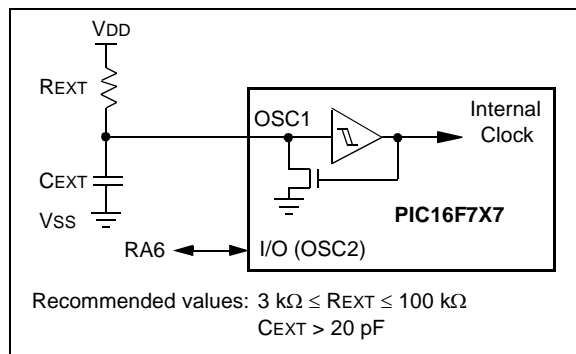 VDD
REXT
OSC1
Internal
Clock
CEXT
VSS
PIC16F7X7
RA6
I/O (OSC2)
Recommended values: 3 kΩ ≤ REXT ≤ 100 kΩ
CEXT > 20 pF